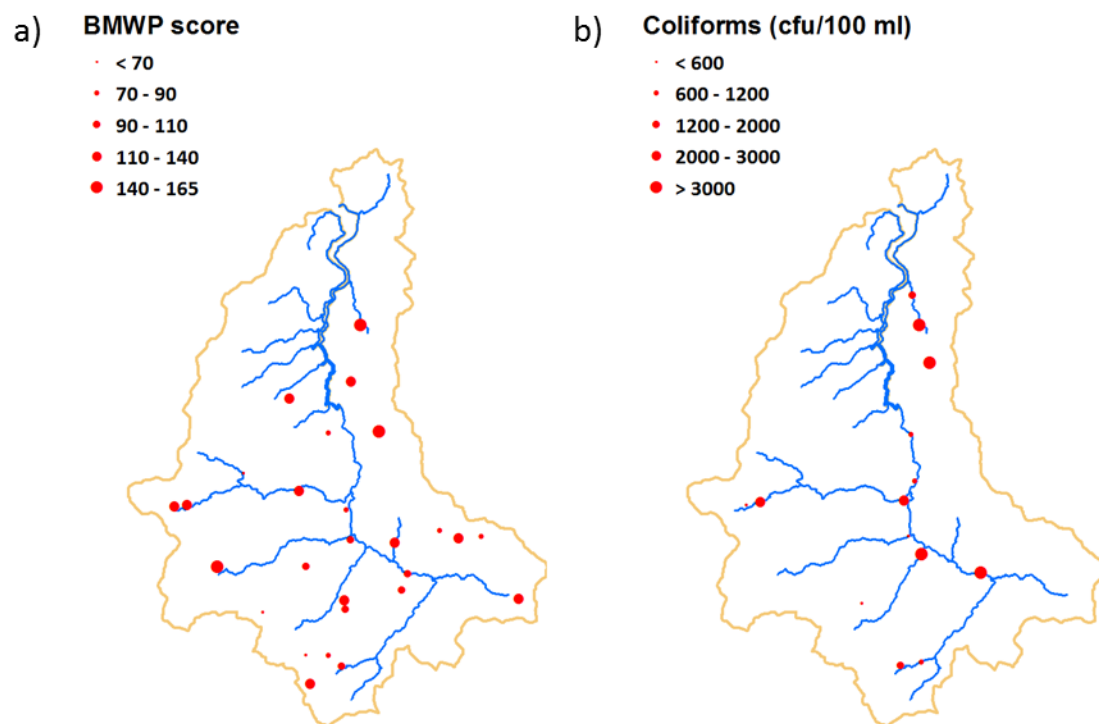 a) BMWP score
< 70
70 - 90
90 - 110
110 - 140
140 - 165
b) Coliforms (cfu/100 ml)
< 600
600 - 1200
1200 - 2000
2000 - 3000
> 3000